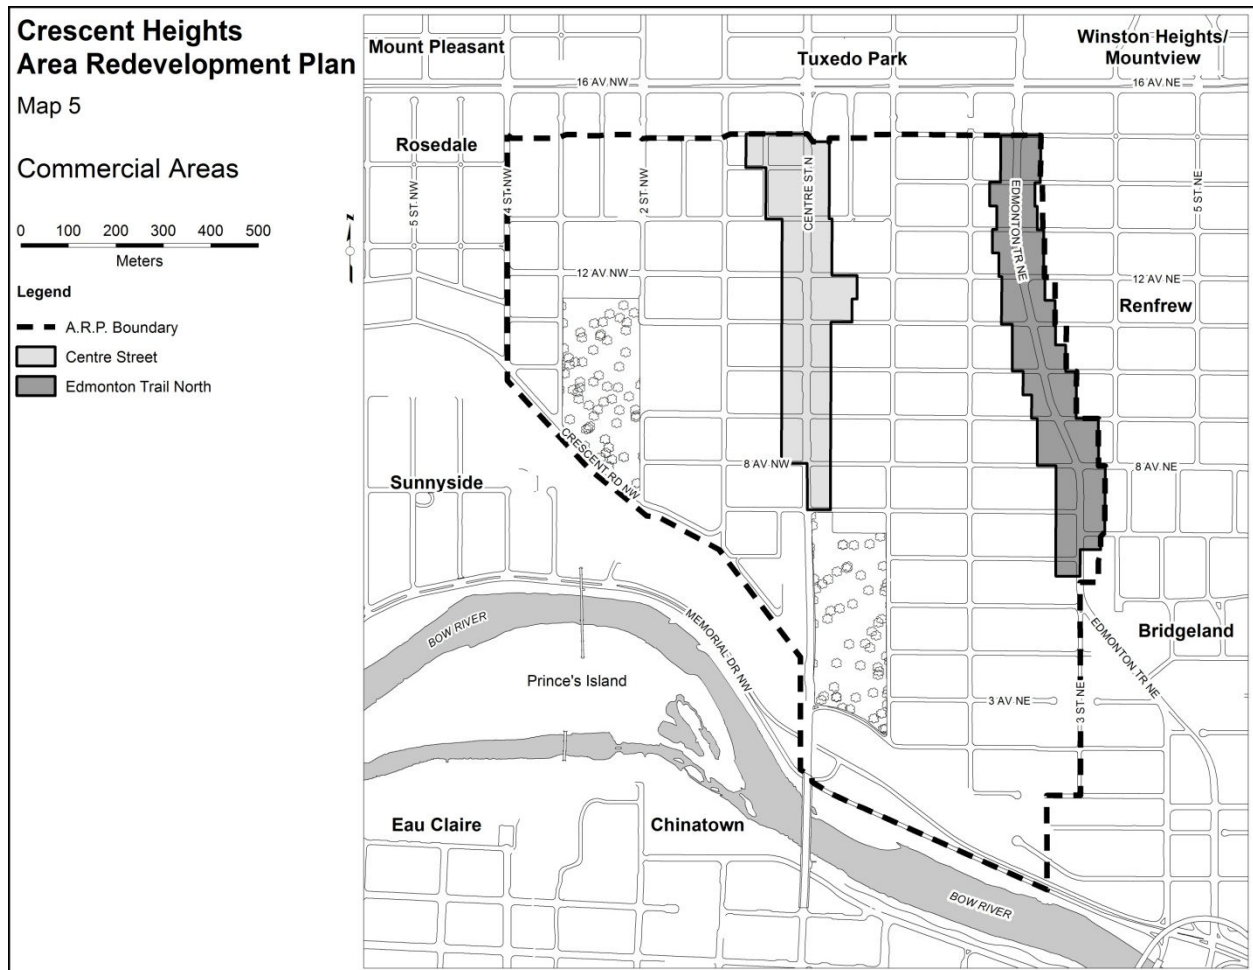 Crescent Heights
Area Redevelopment Plan
Map 5
Commercial Areas
0 100 200 300 400 500
Meters
N
Legend
A.R.P. Boundary
Centre Street
Edmonton Trail North
Mount Pleasant
Tuxedo Park
Winston Heights/
Mountview
16 AV NW
16 AV NE
Rosedale
5 ST NW
4 ST NW
2 ST NW
CENTRE ST N
EDMONTON TR NE
5 ST NE
12 AV NW
12 AV NE
Renfrew
CRESCENT RD NW
8 AV NW
8 AV NE
Sunnyside
BOW RIVER
MEMORIAL DR NW
EDMONTON TR NE
Bridgeland
Prince's Island
3 AV NE
3 ST NE
Eau Claire
Chinatown
BOW RIVER